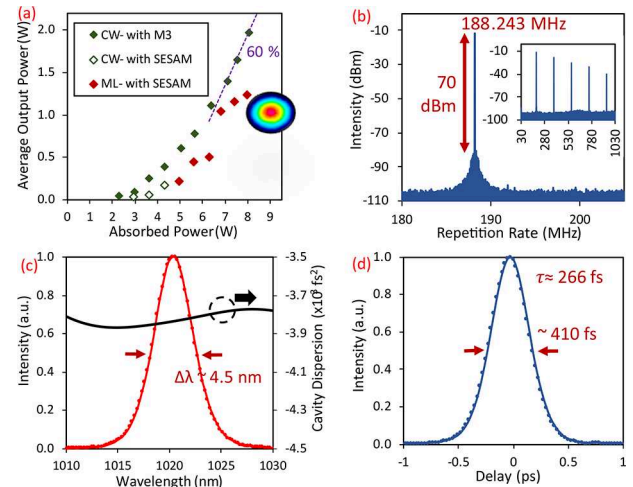 (a)
Average Output Power (W)
2.0
1.5
1.0
0.5
0.0
CW- with M3
CW- with SESAM
ML- with SESAM
60 %
0 1 2 3 4 5 6 7 8 9
Absorbed Power (W)
(b)
188.243 MHz
Intensity (dBm)
-10
-30
-50
-70
-90
-110
70
dBm
-10
-40
-70
-100
30 280 530 780 1030
180 190 200
Repetition Rate (MHz)
(c)
Intensity (a.u.)
1.0
0.8
0.6
0.4
0.2
0.0
Δλ ~ 4.5 nm
-3.5
-3.8
-4.0
-4.3
-4.5
Cavity Dispersion (x10³ fs²)
1010 1015 1020 1025 1030
Wavelength (nm)
(d)
Intensity (a.u.)
1.0
0.8
0.6
0.4
0.2
0.0
τ≈ 266 fs
~ 410 fs
-1 -0.5 0 0.5 1
Delay (ps)